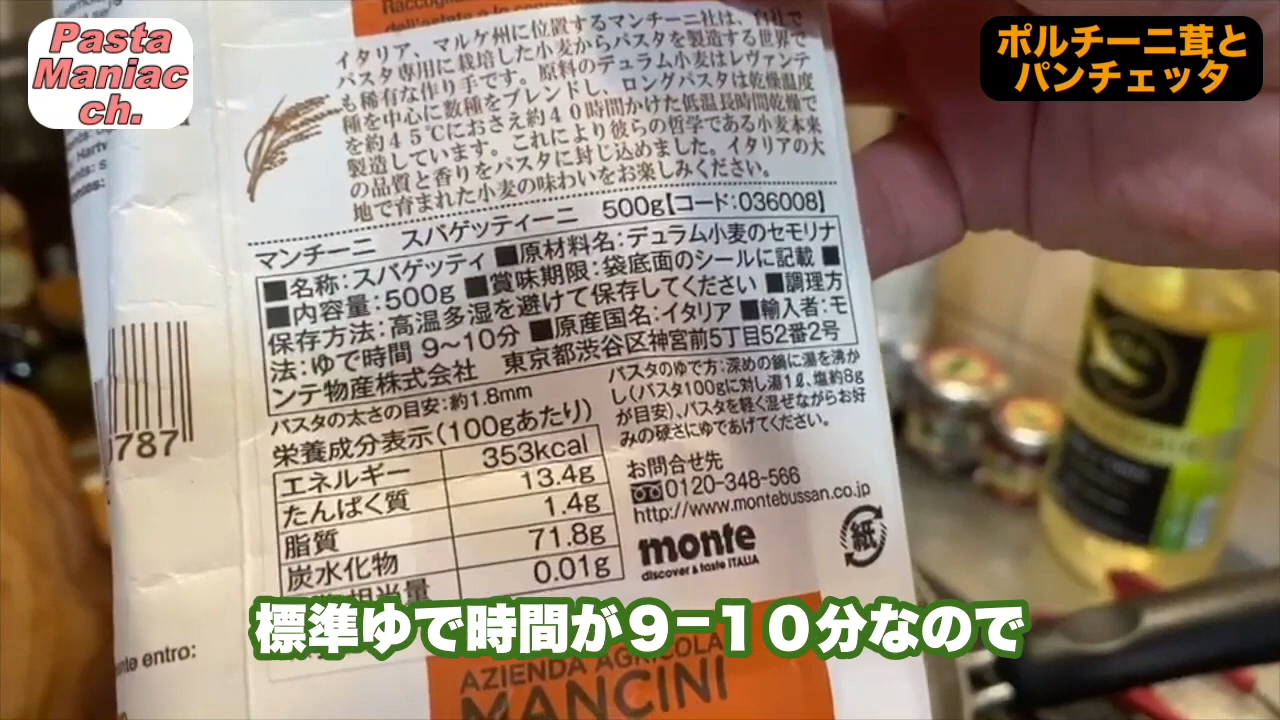 Pasta
Maniac
ch.
ポルチーニ茸と
パンチェッタ
イタリア、マルケ州に位置するマンチーニ社は、自社で
パスタ専用に栽培した小麦からパスタを製造する世界で
も稀有な作り手です。原料のデュラム小麦はレヴァンテ
種を中心に数種をブレンドし、ロングパスタは乾燥温度
を約45℃におさえ約40時間かけた低温長時間乾燥で
製造しています。これにより彼らの哲学である小麦本来
の品質と香りをパスタに封じ込めました。イタリアの大
地で育まれた小麦の味わいをお楽しみください。
マンチーニ スパゲッティーニ 500g【コード:036008】
■名称:スパゲッティ ■原材料名:デュラム小麦のセモリナ
■内容量:500g ■賞味期限:袋底面のシールに記載 ■
保存方法:高温多湿を避けて保存してください ■調理方
法:ゆで時間 9〜10分 ■原産国名:イタリア ■輸入者:モ
ンテ物産株式会社 東京都渋谷区神宮前5丁目52番2号
パスタの太さの目安:約1.8mm
栄養成分表示(100gあたり)
エネルギー 353kcal
たんぱく質 13.4g
脂質 1.4g
炭水化物 71.8g
相当量 0.01g
パスタのゆで方:深めの鍋に湯を沸か
し(パスタ100gに対し湯1ℓ、塩約8g
が目安)、パスタを軽く混ぜながらお好
みの硬さにゆであげてください。
お問合せ先
0120-348-566
http://www.montebussan.co.jp
monte
discover & taste ITALIA
紙
787
entro:
標準ゆで時間が9-10分なので
AZIENDA AGRICOLA
MANCINI